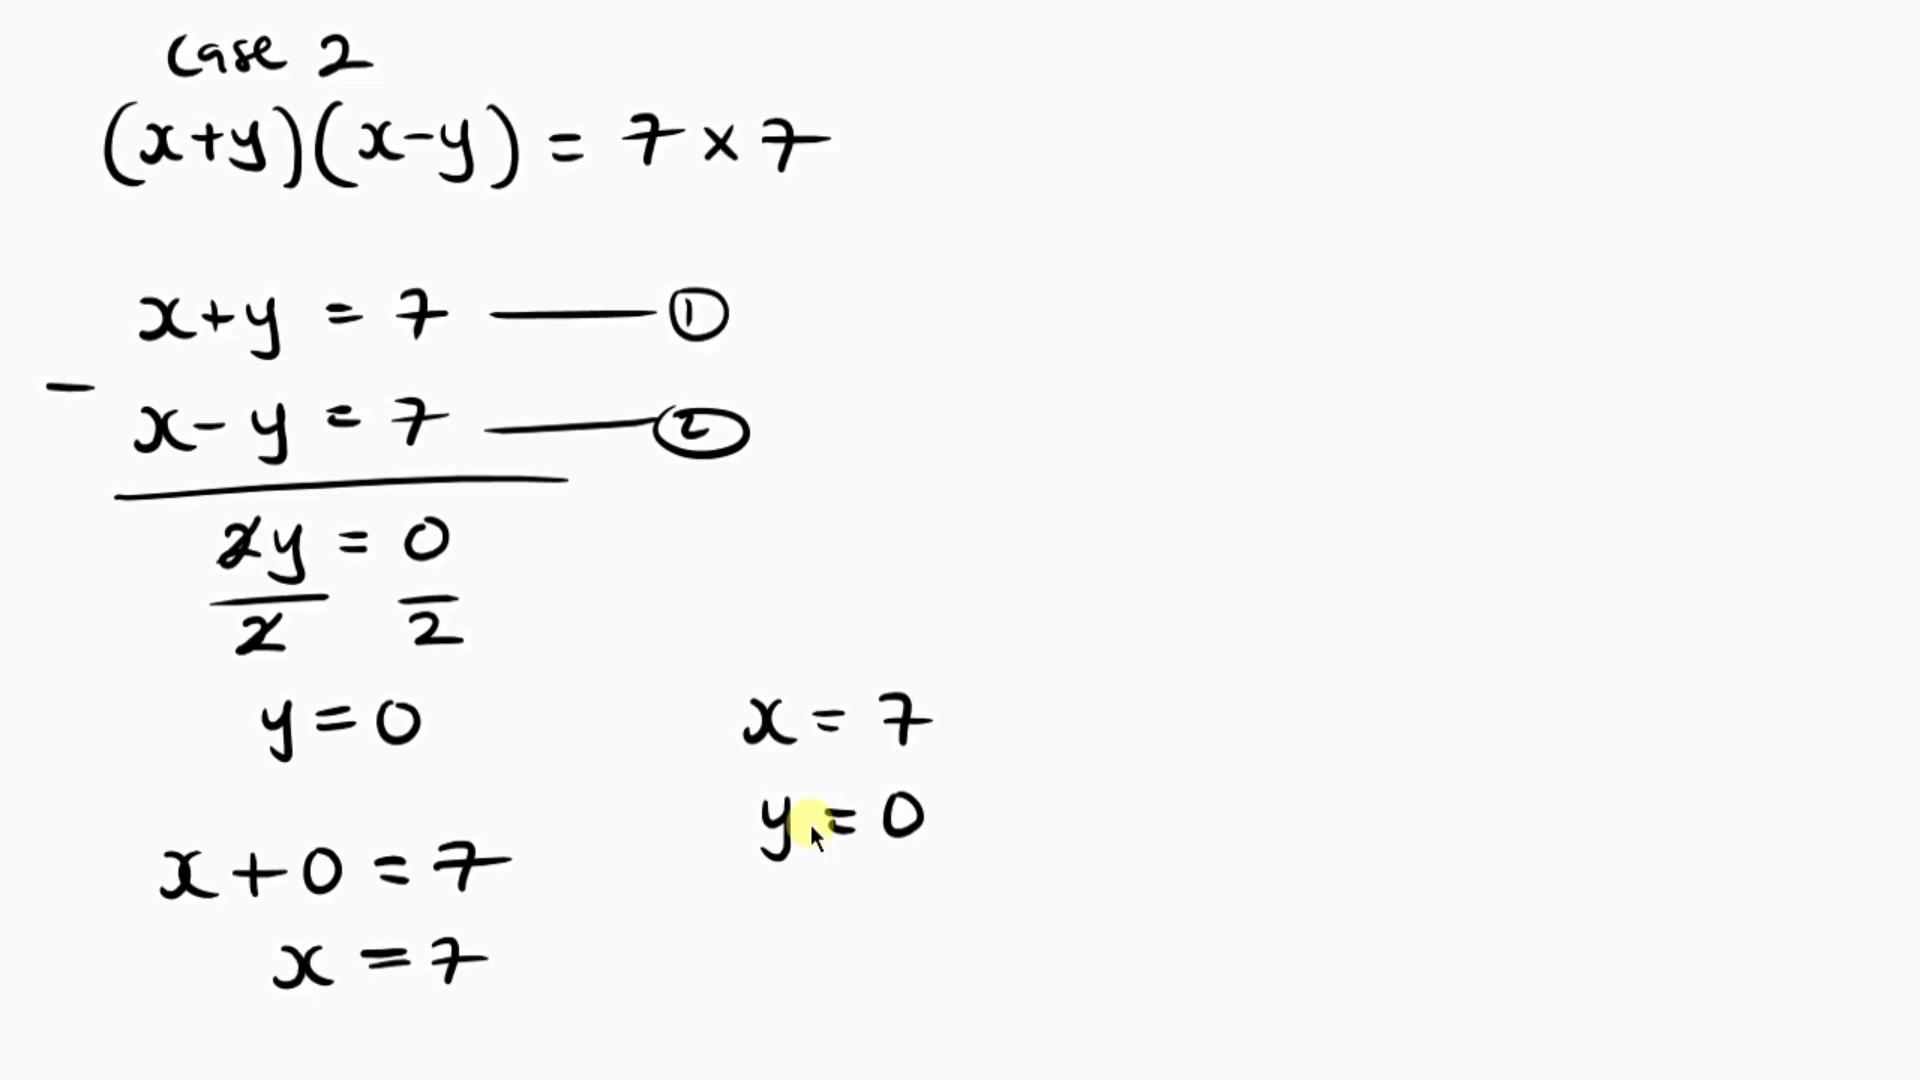 Case 2
(x+y)(x-y) = 7 × 7
x+y = 7 —— ①
−
x- y = 7 —— ②
2y = 0
2 2
y = 0
x + 0 = 7
x = 7
x = 7
y = 0